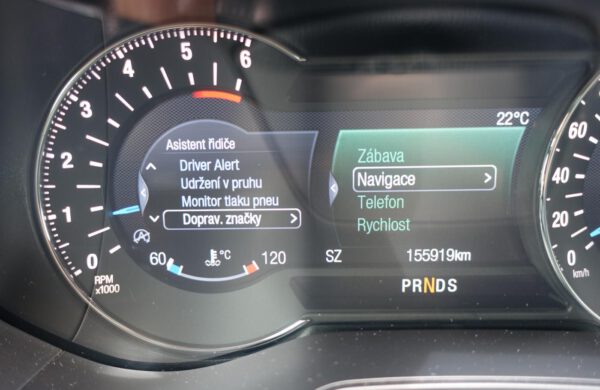 0
1
2
3
4
5
6
RPM
x1000
Asistent řidiče
Driver Alert
Udržení v pruhu
Monitor tlaku pneu
Doprav. značky >
60 °C 120
22°C
Zábava
Navigace >
Telefon
Rychlost
SZ 155919km
PRNDS
60
40
20
0
km/h